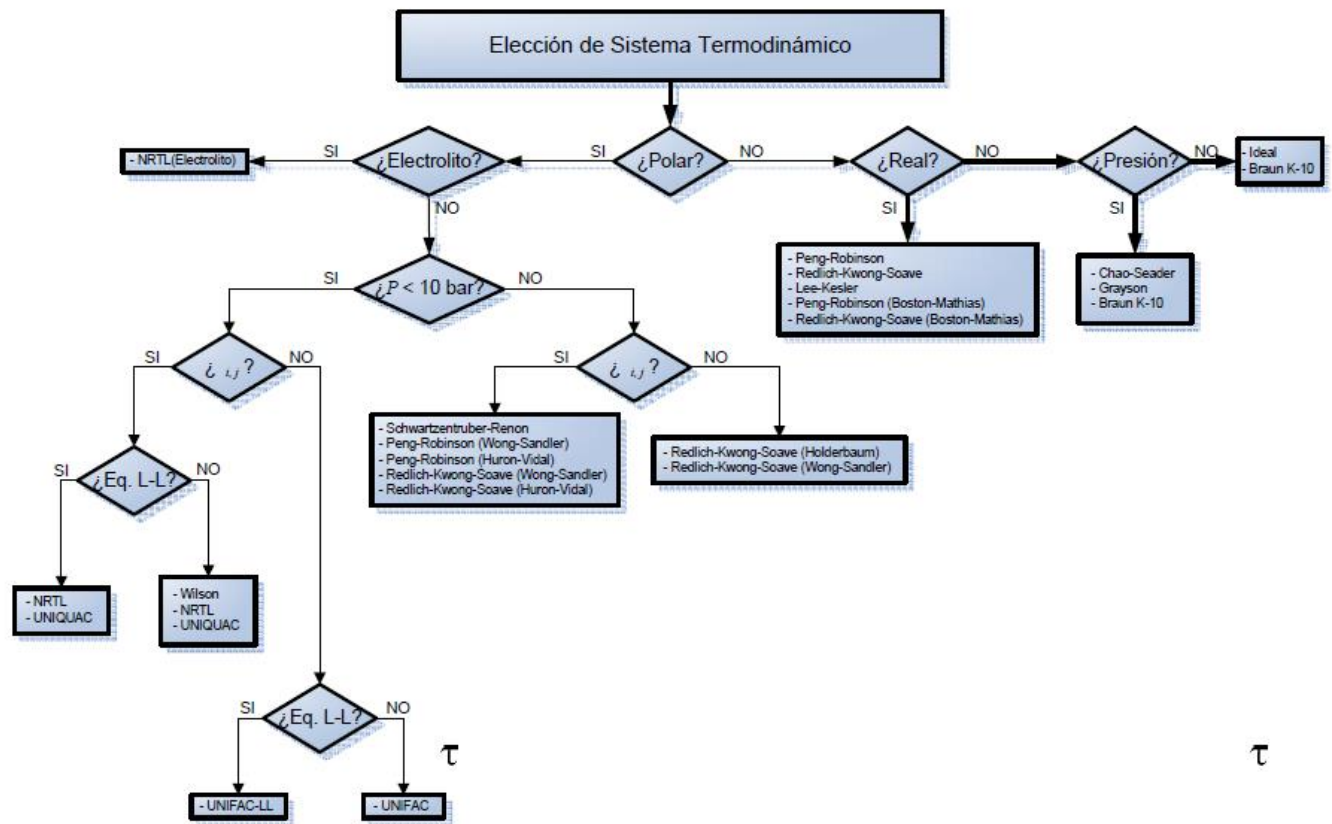 Elección de Sistema Termodinámico
- NRTL(Electrolito)
SI
¿Electrolito?
SI
¿Polar?
NO
¿Real?
NO
¿Presión?
NO
- Ideal
- Braun K-10
NO
SI
SI
- Peng-Robinson
- Redlich-Kwong-Soave
- Lee-Kesler
- Peng-Robinson (Boston-Mathias)
- Redlich-Kwong-Soave (Boston-Mathias)
- Chao-Seader
- Grayson
- Braun K-10
SI
¿P < 10 bar?
NO
SI
¿ i,j ?
NO
SI
¿ i,j ?
NO
- Schwartzentruber-Renon
- Peng-Robinson (Wong-Sandler)
- Peng-Robinson (Huron-Vidal)
- Redlich-Kwong-Soave (Wong-Sandler)
- Redlich-Kwong-Soave (Huron-Vidal)
- Redlich-Kwong-Soave (Holderbaum)
- Redlich-Kwong-Soave (Wong-Sandler)
SI
¿Eq. L-L?
NO
- NRTL
- UNIQUAC
- Wilson
- NRTL
- UNIQUAC
SI
¿Eq. L-L?
NO
τ
τ
- UNIFAC-LL
- UNIFAC